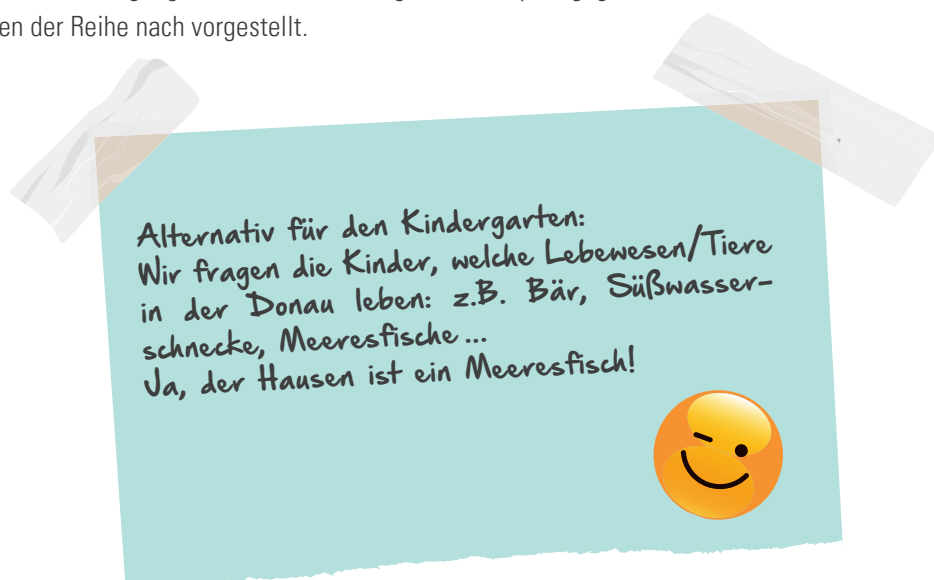 en der Reihe nach vorgestellt.
Alternativ für den Kindergarten:
Wir fragen die Kinder, welche Lebewesen/Tiere
in der Donau leben: z.B. Bär, Süßwasser-
schnecke, Meeresfische ...
Ja, der Hausen ist ein Meeresfisch!